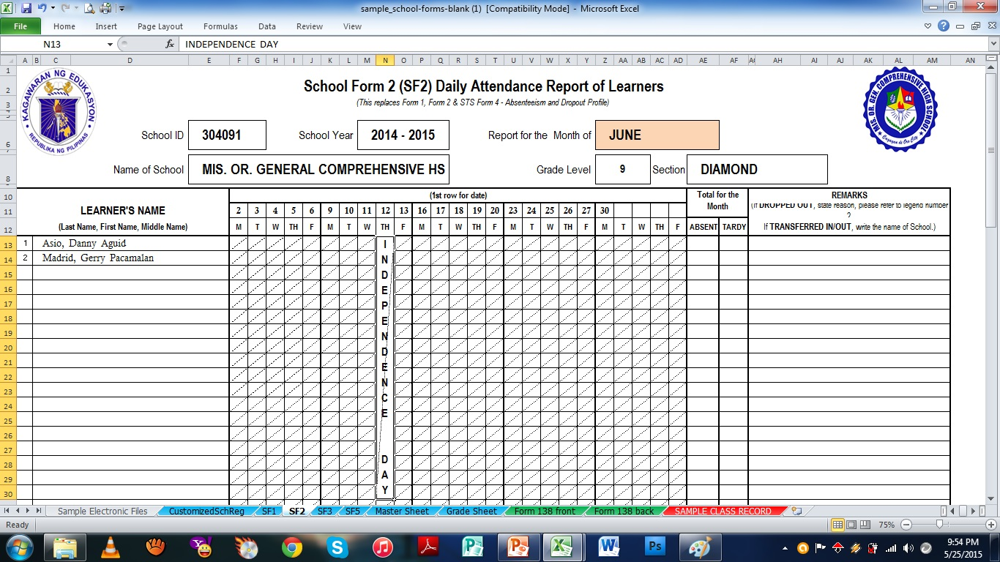 sample_school-forms-blank (1) [Compatibility Mode] - Microsoft Excel
File Home Insert Page Layout Formulas Data Review View
N13 fx INDEPENDENCE DAY
A B C D E F G H I J K L M N O P Q R S T U V W X Y Z AA AB AC AD AE AF AH AI AJ AK AL AM AN
KAGAWARAN NG EDUKASYON
REPUBLIKA NG PILIPINAS
School Form 2 (SF2) Daily Attendance Report of Learners
(This replaces Form 1, Form 2 & STS Form 4 - Absenteeism and Dropout Profile)
MIS. OR. GEN. COMPREHENSIVE HIGH SCHOOL
Cagayan de Oro City
School ID 304091 School Year 2014 - 2015 Report for the Month of JUNE
Name of School MIS. OR. GENERAL COMPREHENSIVE HS Grade Level 9 Section DIAMOND
LEARNER'S NAME
(Last Name, First Name, Middle Name)
(1st row for date)
2 3 4 5 6 9 10 11 12 13 16 17 18 19 20 23 24 25 26 27 30
M T W TH F M T W TH F M T W TH F M T W TH F M T W TH F
Total for the
Month
ABSENT TARDY
REMARKS
(If DROPPED OUT, state reason, please refer to legend number
2
If TRANSFERRED IN/OUT, write the name of School.)
1 Asio, Danny Aguid
2 Madrid, Gerry Pacamalan
INDEPENDENCE DAY
1
2
3
6
8
10
11
12
13
14
15
16
17
18
19
20
21
22
23
24
25
26
27
28
29
30
Sample Electronic Files CustomizedSchReg SF1 SF2 SF3 SF5 Master Sheet Grade Sheet Form 138 front Form 138 back SAMPLE CLASS RECORD
Ready 75%
9:54 PM
5/25/2015